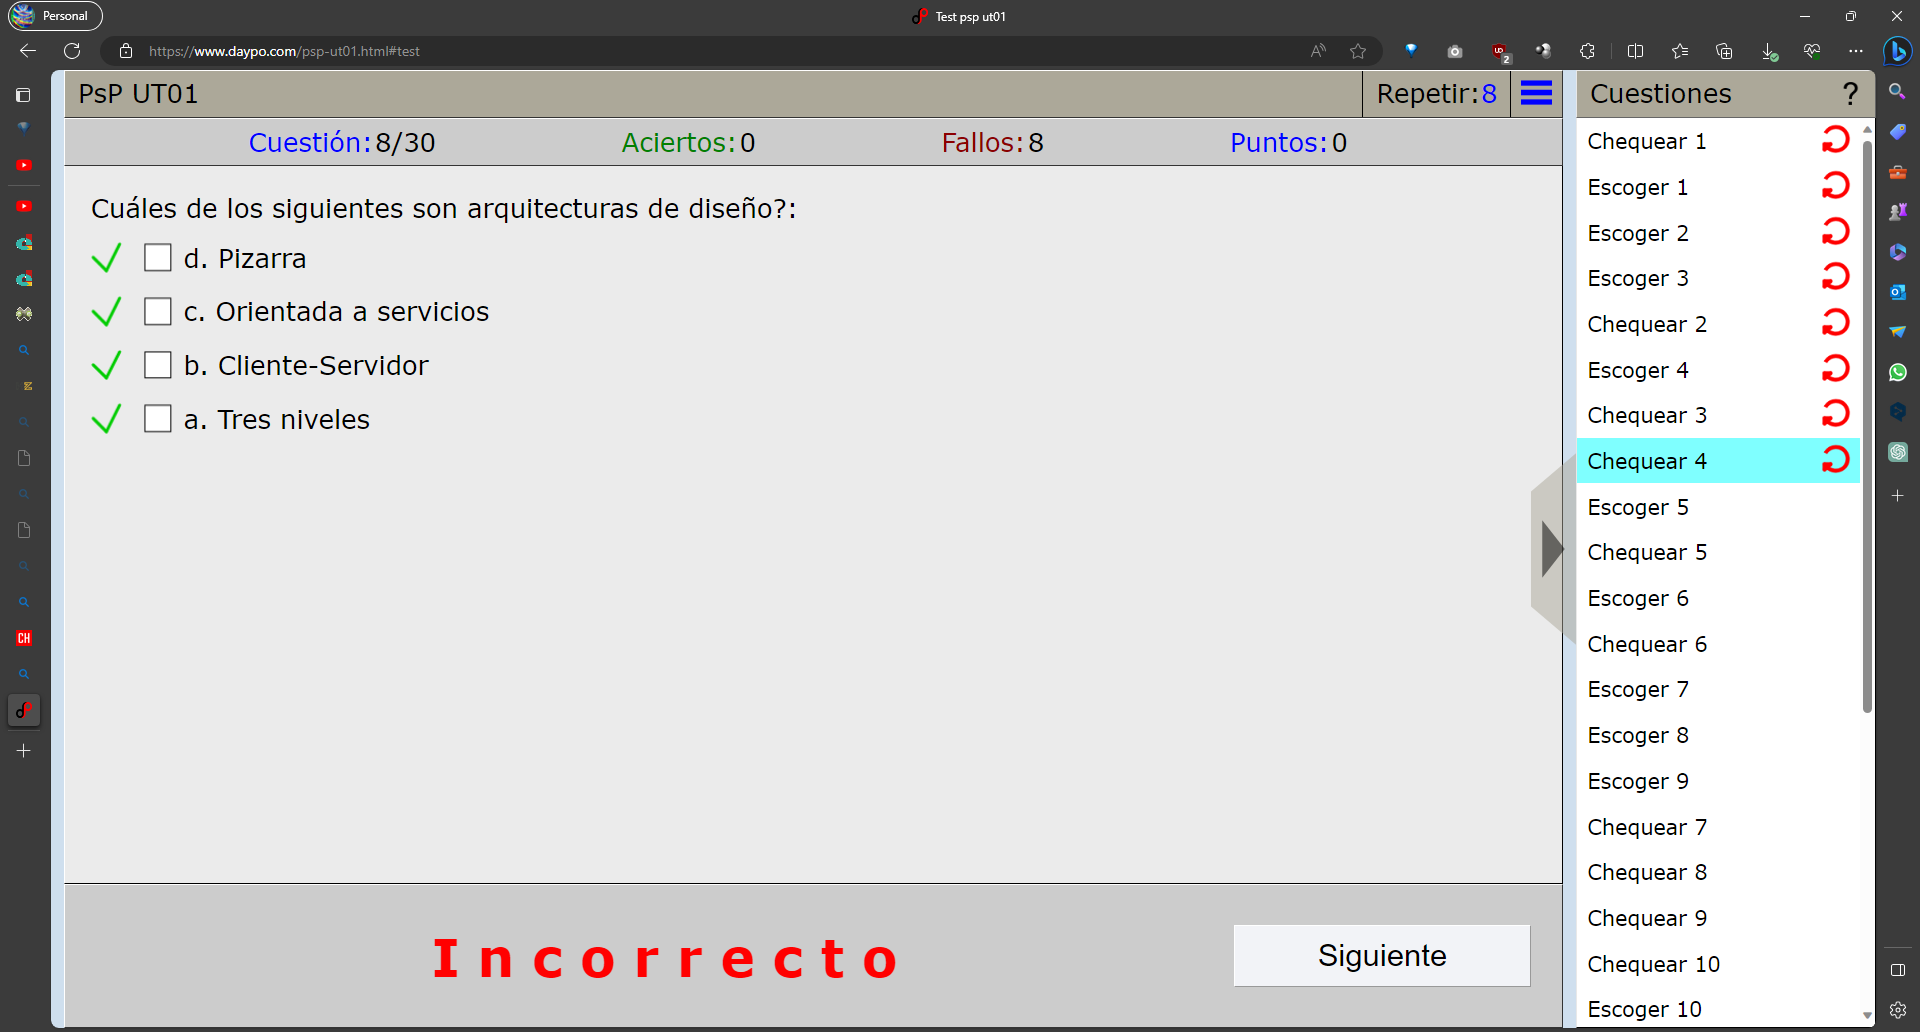 Personal
Test psp ut01
https://www.daypo.com/psp-ut01.html#test
2
PsP UT01
Repetir:8
Cuestiones
?
Cuestión:8/30
Aciertos:0
Fallos:8
Puntos:0
Cuáles de los siguientes son arquitecturas de diseño?:
d. Pizarra
c. Orientada a servicios
b. Cliente-Servidor
a. Tres niveles
Incorrecto
Siguiente
Chequear 1
Escoger 1
Escoger 2
Escoger 3
Chequear 2
Escoger 4
Chequear 3
Chequear 4
Escoger 5
Chequear 5
Escoger 6
Chequear 6
Escoger 7
Escoger 8
Escoger 9
Chequear 7
Chequear 8
Chequear 9
Chequear 10
Escoger 10
CH